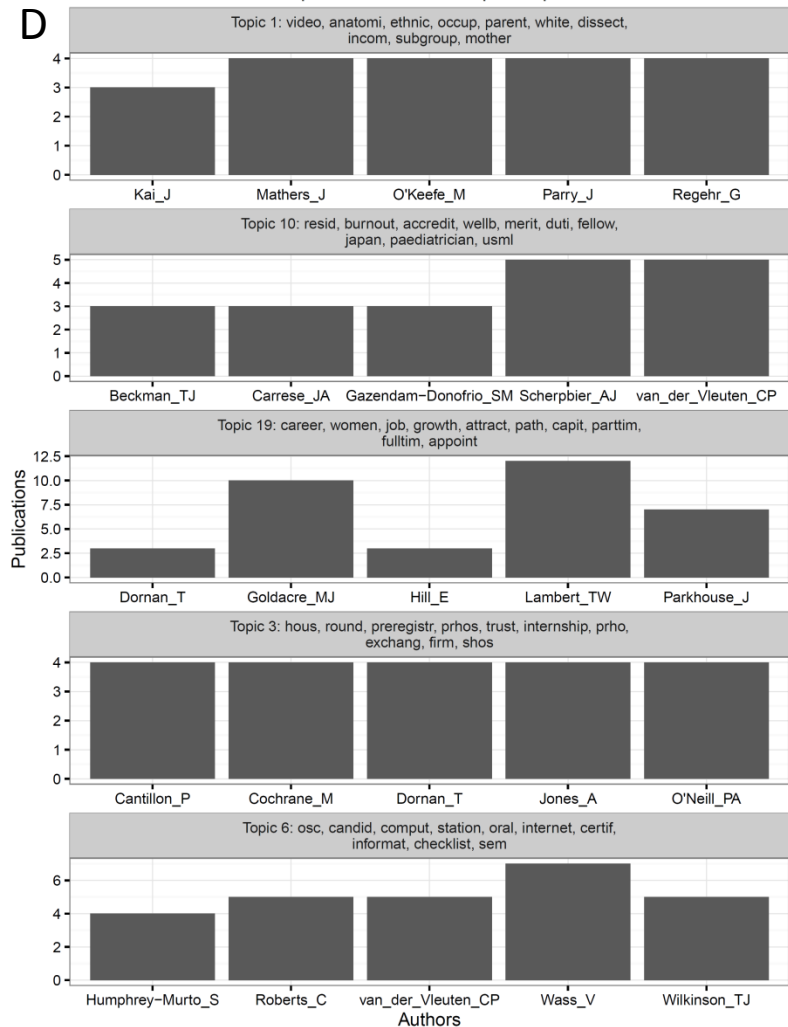 D
Topic 1: video, anatomi, ethnic, occup, parent, white, dissect,
incom, subgroup, mother
4
3
2
1
0
Kai_J Mathers_J O'Keefe_M Parry_J Regehr_G
Topic 10: resid, burnout, accredit, wellb, merit, duti, fellow,
japan, paediatrician, usml
5
4
3
2
1
0
Beckman_TJ Carrese_JA Gazendam−Donofrio_SM Scherpbier_AJ van_der_Vleuten_CP
Topic 19: career, women, job, growth, attract, path, capit, parttim,
fulltim, appoint
12.5
10.0
7.5
5.0
2.5
0.0
Publications
Dornan_T Goldacre_MJ Hill_E Lambert_TW Parkhouse_J
Topic 3: hous, round, preregistr, prhos, trust, internship, prho,
exchang, firm, shos
4
3
2
1
0
Cantillon_P Cochrane_M Dornan_T Jones_A O'Neill_PA
Topic 6: osc, candid, comput, station, oral, internet, certif,
informat, checklist, sem
6
4
2
0
Humphrey−Murto_S Roberts_C van_der_Vleuten_CP Wass_V Wilkinson_TJ
Authors